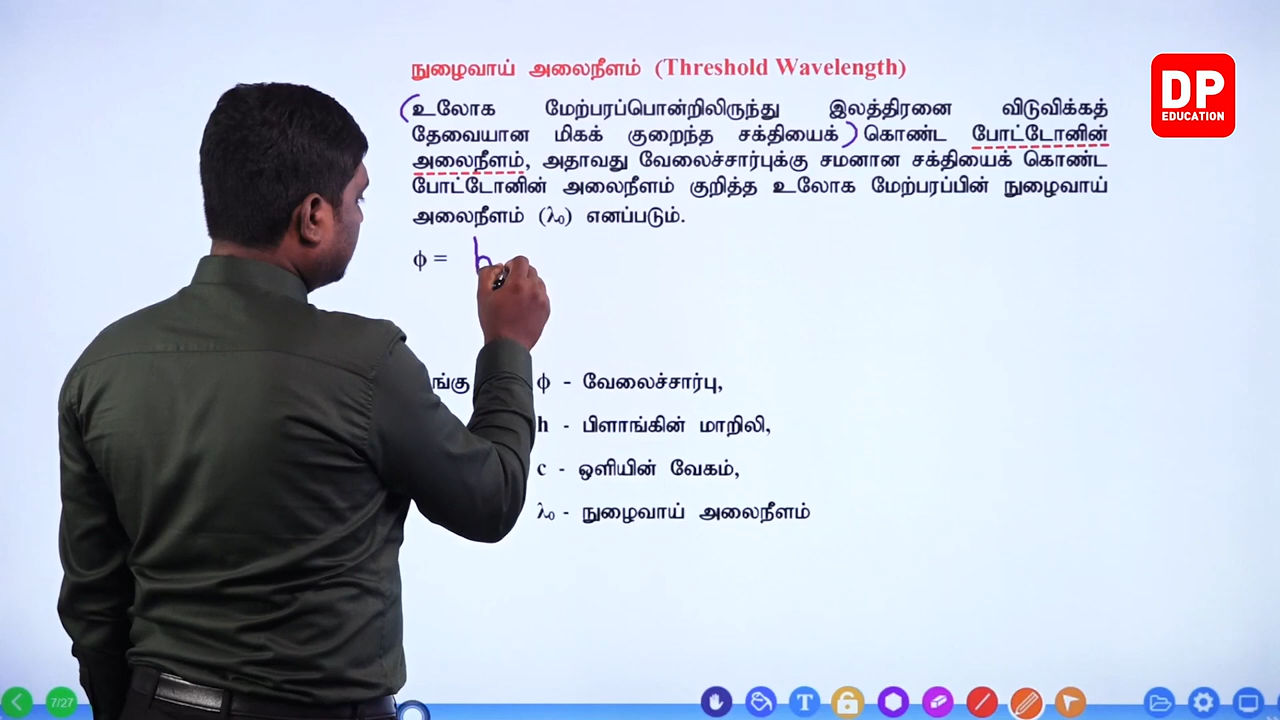 நுழைவாய் அலைநீளம் (Threshold Wavelength)
DP
EDUCATION
உலோக மேற்பரப்பொன்றிலிருந்து இலத்திரனை விடுவிக்கத்
தேவையான மிகக் குறைந்த சக்தியைக் கொண்ட போட்டோனின்
அலைநீளம், அதாவது வேலைச்சார்புக்கு சமனான சக்தியைக் கொண்ட
போட்டோனின் அலைநீளம் குறித்த உலோக மேற்பரப்பின் நுழைவாய்
அலைநீளம் (λ₀) எனப்படும்.
ϕ = h
ϕ - வேலைச்சார்பு,
h - பிளாங்கின் மாறிலி,
c - ஒளியின் வேகம்,
λ₀ - நுழைவாய் அலைநீளம்
7/27
T